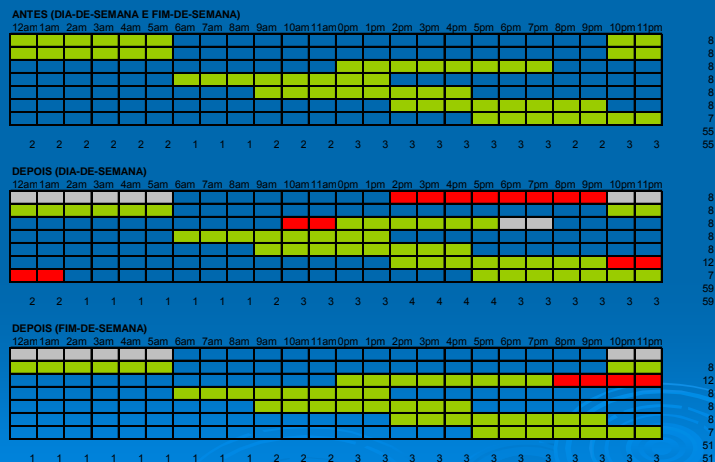 ANTES (DIA-DE-SEMANA E FIM-DE-SEMANA)
12am 1am 2am 3am 4am 5am 6am 7am 8am 9am 10am 11am 0pm 1pm 2pm 3pm 4pm 5pm 6pm 7pm 8pm 9pm 10pm 11pm
8
8
8
8
8
8
7
55
2 2 2 2 2 2 1 1 1 2 2 2 3 3 3 3 3 3 3 3 2 2 3 3 55
DEPOIS (DIA-DE-SEMANA)
12am 1am 2am 3am 4am 5am 6am 7am 8am 9am 10am 11am 0pm 1pm 2pm 3pm 4pm 5pm 6pm 7pm 8pm 9pm 10pm 11pm
8
8
8
8
8
12
7
59
2 2 1 1 1 1 1 1 1 2 3 3 3 3 4 4 4 4 3 3 3 3 3 3 59
DEPOIS (FIM-DE-SEMANA)
12am 1am 2am 3am 4am 5am 6am 7am 8am 9am 10am 11am 0pm 1pm 2pm 3pm 4pm 5pm 6pm 7pm 8pm 9pm 10pm 11pm
8
12
8
8
8
7
51
1 1 1 1 1 1 1 1 1 2 2 2 3 3 3 3 3 3 3 3 3 3 3 3 51